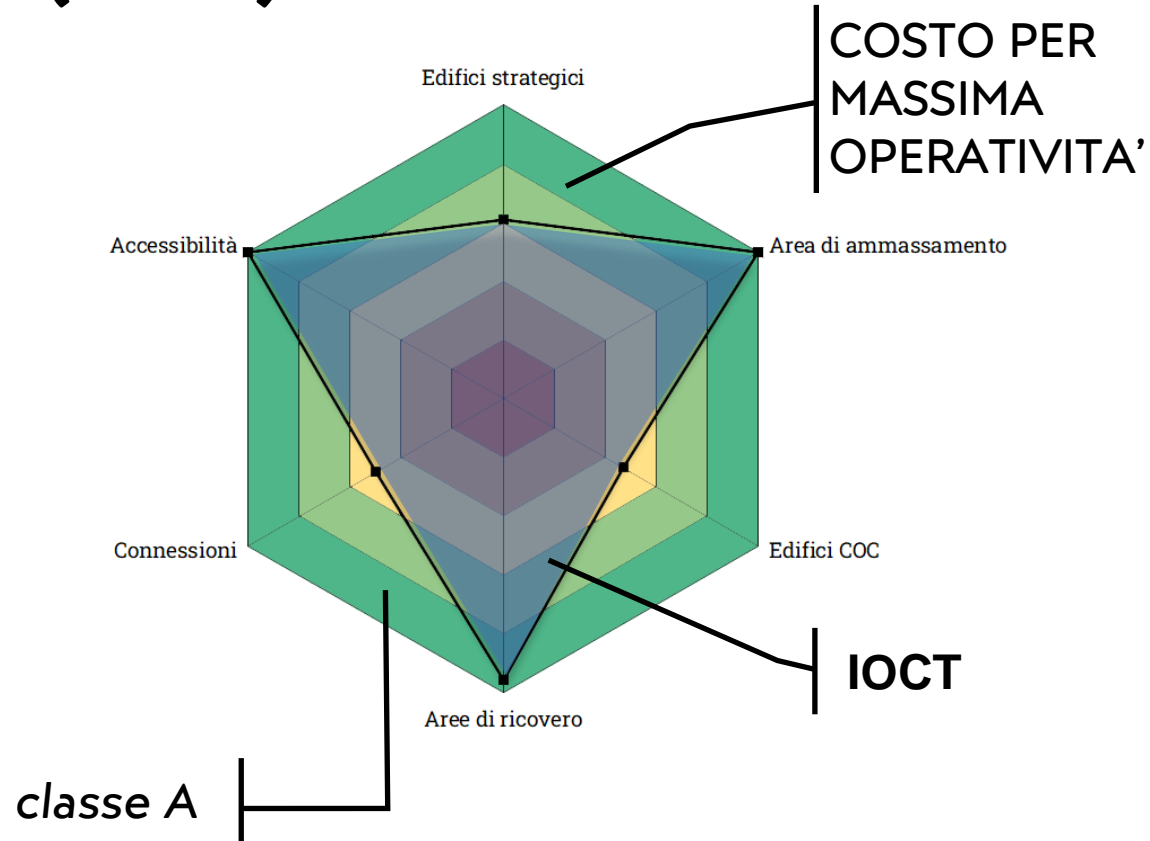 COSTO PER
MASSIMA
OPERATIVITA’
Edifici strategici
Accessibilità
Area di ammassamento
Connessioni
Edifici COC
IOCT
Aree di ricovero
classe A